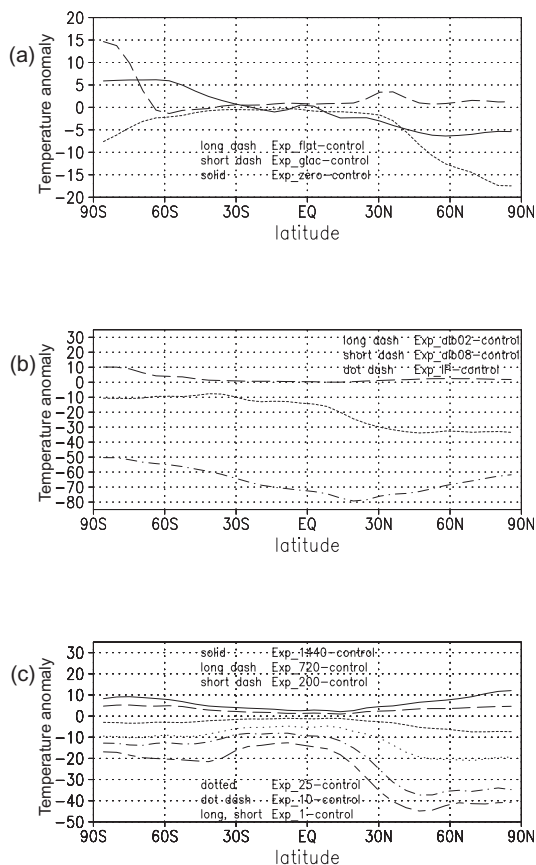 (a)
Temperature anomaly
20
15
10
5
0
−5
−10
−15
−20
long dash Exp_flat−control
short dash Exp_glac−control
solid Exp_zero−control
90S 60S 30S EQ 30N 60N 90N
latitude
(b)
Temperature anomaly
30
20
10
0
−10
−20
−30
−40
−50
−60
−70
−80
long dash Exp_alb02−control
short dash Exp_alb08−control
dot dash Exp_IF−control
90S 60S 30S EQ 30N 60N 90N
latitude
(c)
Temperature anomaly
30
20
10
0
−10
−20
−30
−40
−50
solid Exp_1440−control
long dash Exp_720−control
short dash Exp_200−control
dotted Exp_25−control
dot dash Exp_10−control
long, short Exp_1−control
90S 60S 30S EQ 30N 60N 90N
latitude